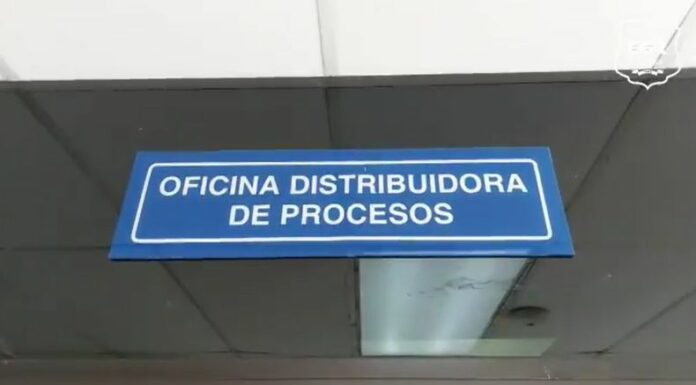 OFICINA DISTRIBUIDORA
DE PROCESOS